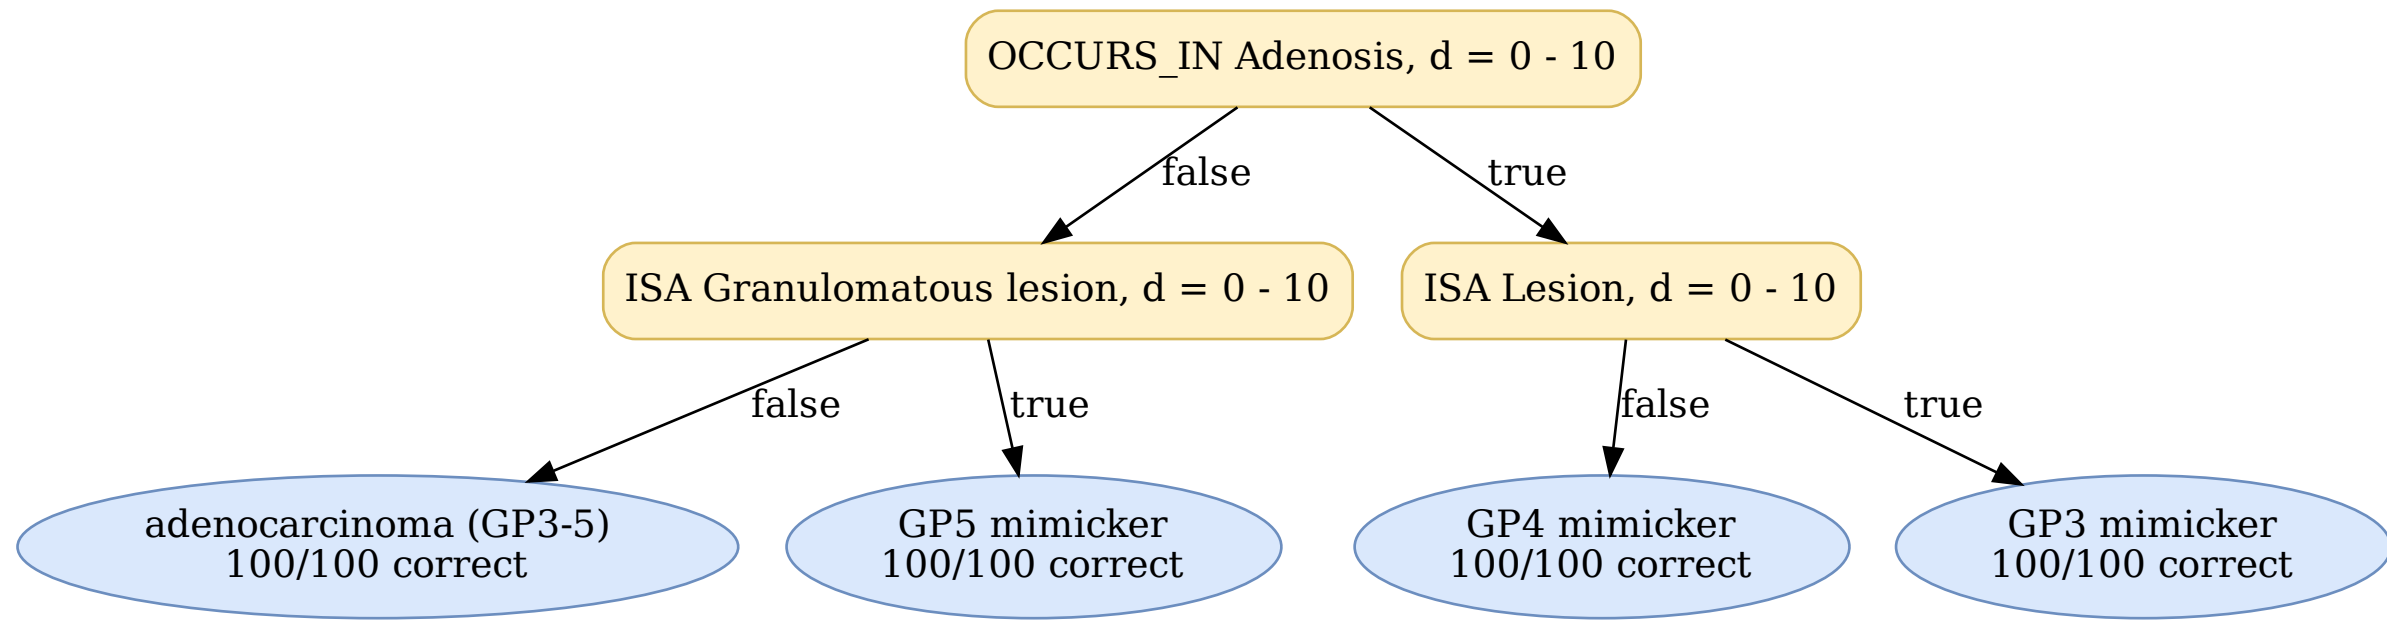 OCCURS_IN Adenosis, d = 0 - 10
false
true
ISA Granulomatous lesion, d = 0 - 10
ISA Lesion, d = 0 - 10
false
true
false
true
adenocarcinoma (GP3-5)
100/100 correct
GP5 mimicker
100/100 correct
GP4 mimicker
100/100 correct
GP3 mimicker
100/100 correct